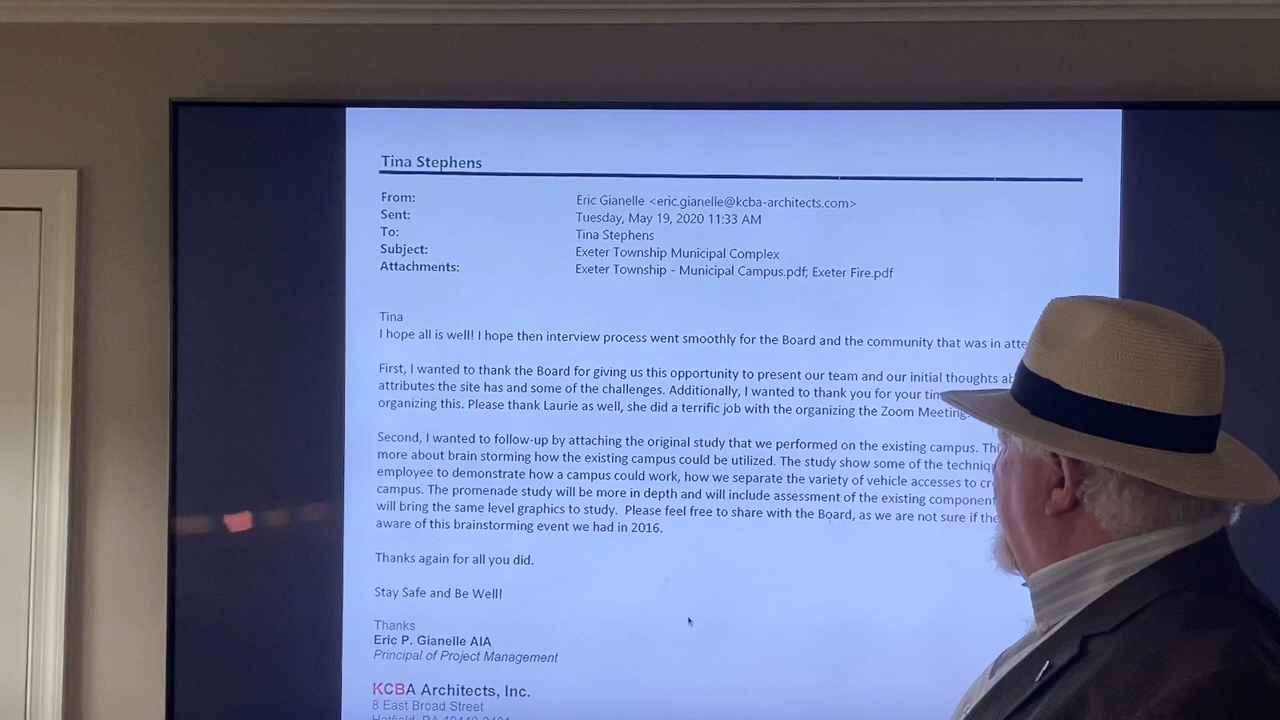 Tina Stephens
From: Eric Gianelle <eric.gianelle@kcba-architects.com>
Sent: Tuesday, May 19, 2020 11:33 AM
To: Tina Stephens
Subject: Exeter Township Municipal Complex
Attachments: Exeter Township - Municipal Campus.pdf; Exeter Fire.pdf
Tina
I hope all is well! I hope then interview process went smoothly for the Board and the community that was in
First, I wanted to thank the Board for giving us this opportunity to present our team and our initial thoughts
attributes the site has and some of the challenges. Additionally, I wanted to thank you for your
organizing this. Please thank Laurie as well, she did a terrific job with the organizing the Zoom Meeting.
Second, I wanted to follow-up by attaching the original study that we performed on the existing campus.
more about brain storming how the existing campus could be utilized. The study show some of the
employee to demonstrate how a campus could work, how we separate the variety of vehicle accesses to
campus. The promenade study will be more in depth and will include assessment of the existing
will bring the same level graphics to study. Please feel free to share with the Board, as we are not sure if
aware of this brainstorming event we had in 2016.
Thanks again for all you did.
Stay Safe and Be Well!
Thanks
Eric P. Gianelle AIA
Principal of Project Management
KCBA Architects, Inc.
8 East Broad Street